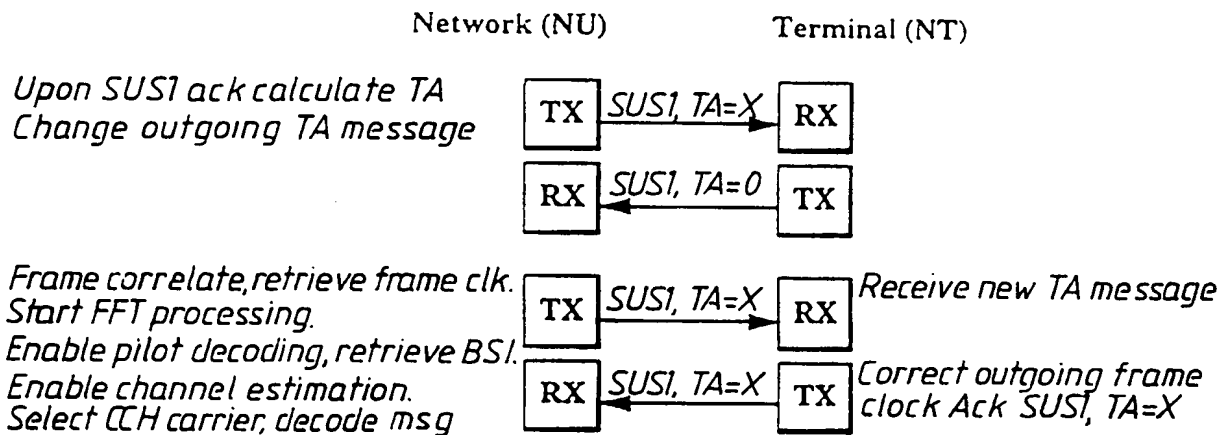 Network (NU) Terminal (NT)
Upon SUS1 ack calculate TA
Change outgoing TA message
TX SUS1, TA=X RX
RX SUS1, TA=0 TX
Frame correlate, retrieve frame clk.
Start FFT processing.
Enable pilot decoding, retrieve BSI.
Enable channel estimation.
Select CCH carrier, decode msg
TX SUS1, TA=X RX
Receive new TA message
RX SUS1, TA=X TX
Correct outgoing frame
clock Ack SUS1, TA=X